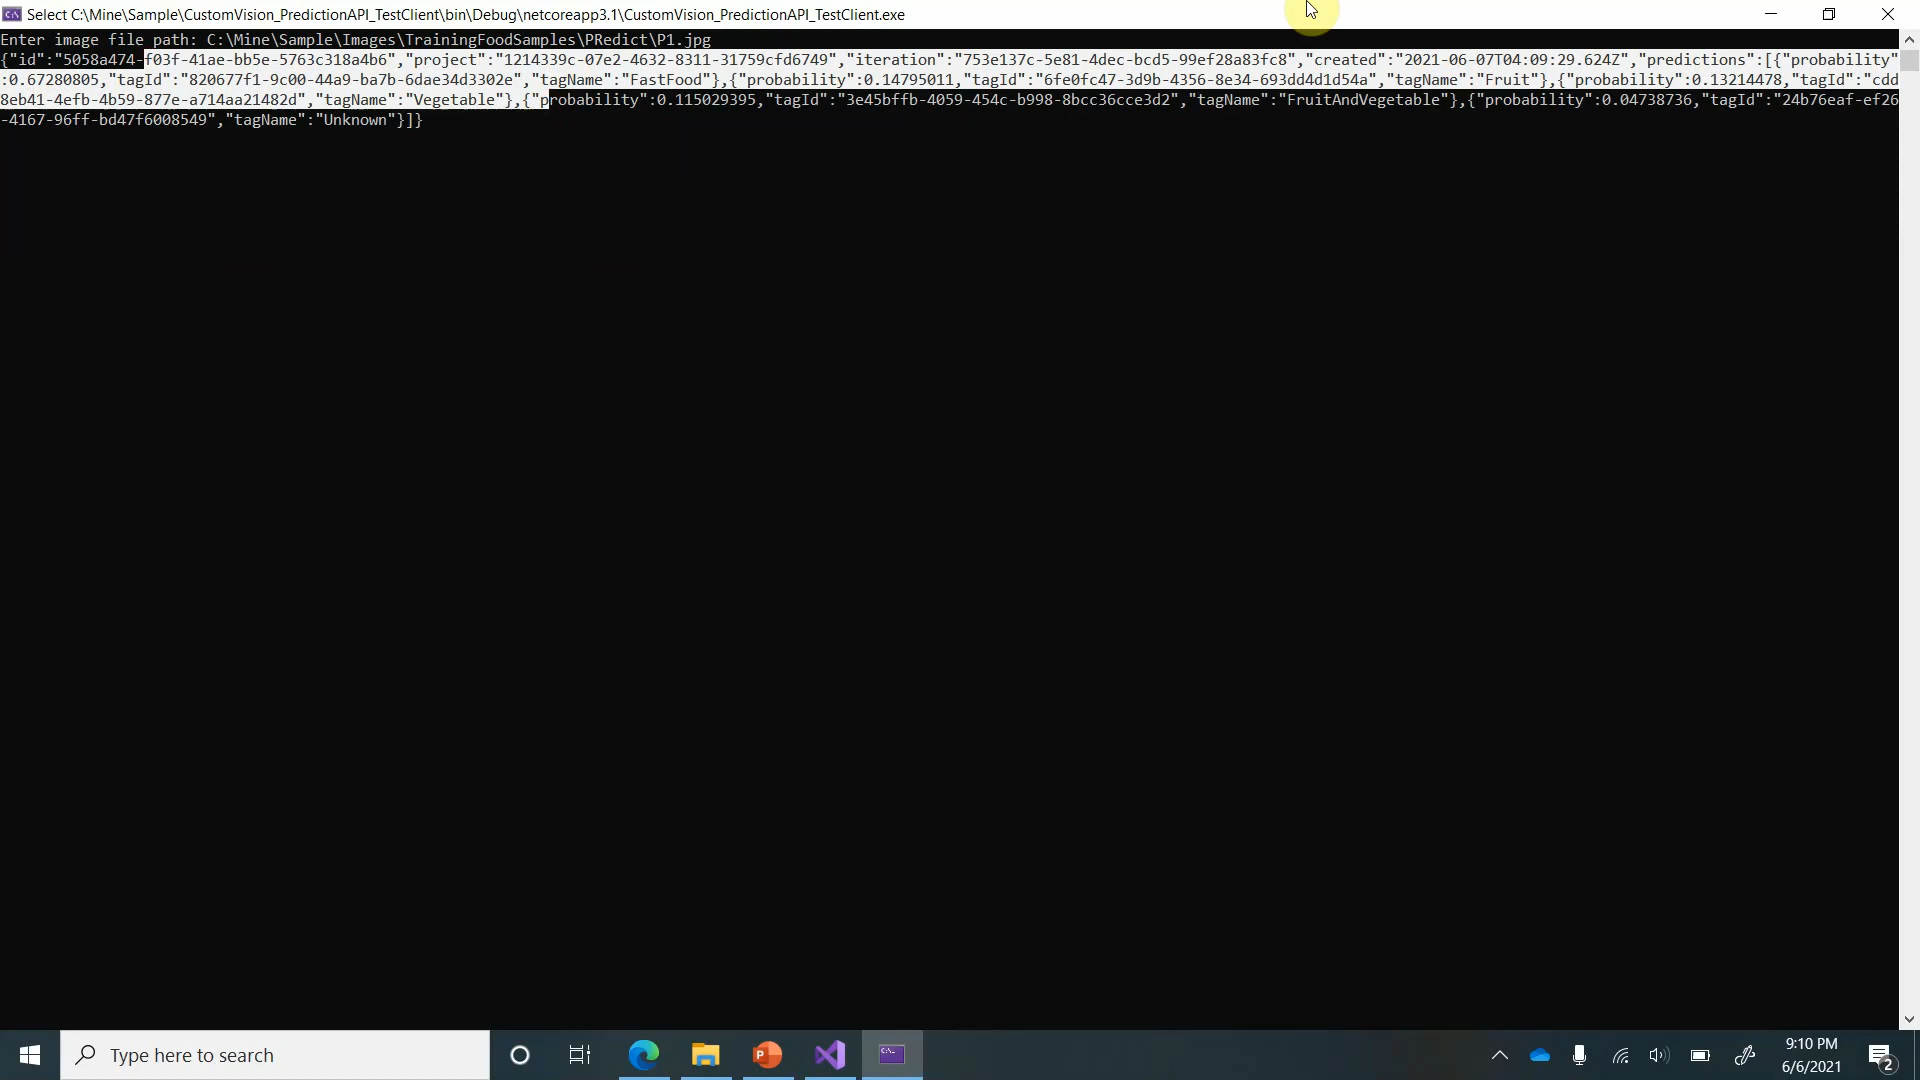 Select C:\Mine\Sample\CustomVision_PredictionAPI_TestClient\bin\Debug\netcoreapp3.1\CustomVision_PredictionAPI_TestClient.exe
Enter image file path: C:\Mine\Sample\Images\TrainingFoodSamples\PRedict\P1.jpg
{"id":"5058a474-f03f-41ae-bb5e-5763c318a4b6","project":"1214339c-07e2-4632-8311-31759cfd6749","iteration":"753e137c-5e81-4dec-bcd5-99ef28a83fc8","created":"2021-06-07T04:09:29.624Z","predictions":[{"probability"
:0.67280805,"tagId":"820677f1-9c00-44a9-ba7b-6dae34d3302e","tagName":"FastFood"},{"probability":0.14795011,"tagId":"6fe0fc47-3d9b-4356-8e34-693dd4d1d54a","tagName":"Fruit"},{"probability":0.13214478,"tagId":"cdd
8eb41-4efb-4b59-877e-a714aa21482d","tagName":"Vegetable"},{"probability":0.115029395,"tagId":"3e45bffb-4059-454c-b998-8bcc36cce3d2","tagName":"FruitAndVegetable"},{"probability":0.04738736,"tagId":"24b76eaf-ef26
-4167-96ff-bd47f6008549","tagName":"Unknown"}]}
Type here to search
9:10 PM
6/6/2021
2